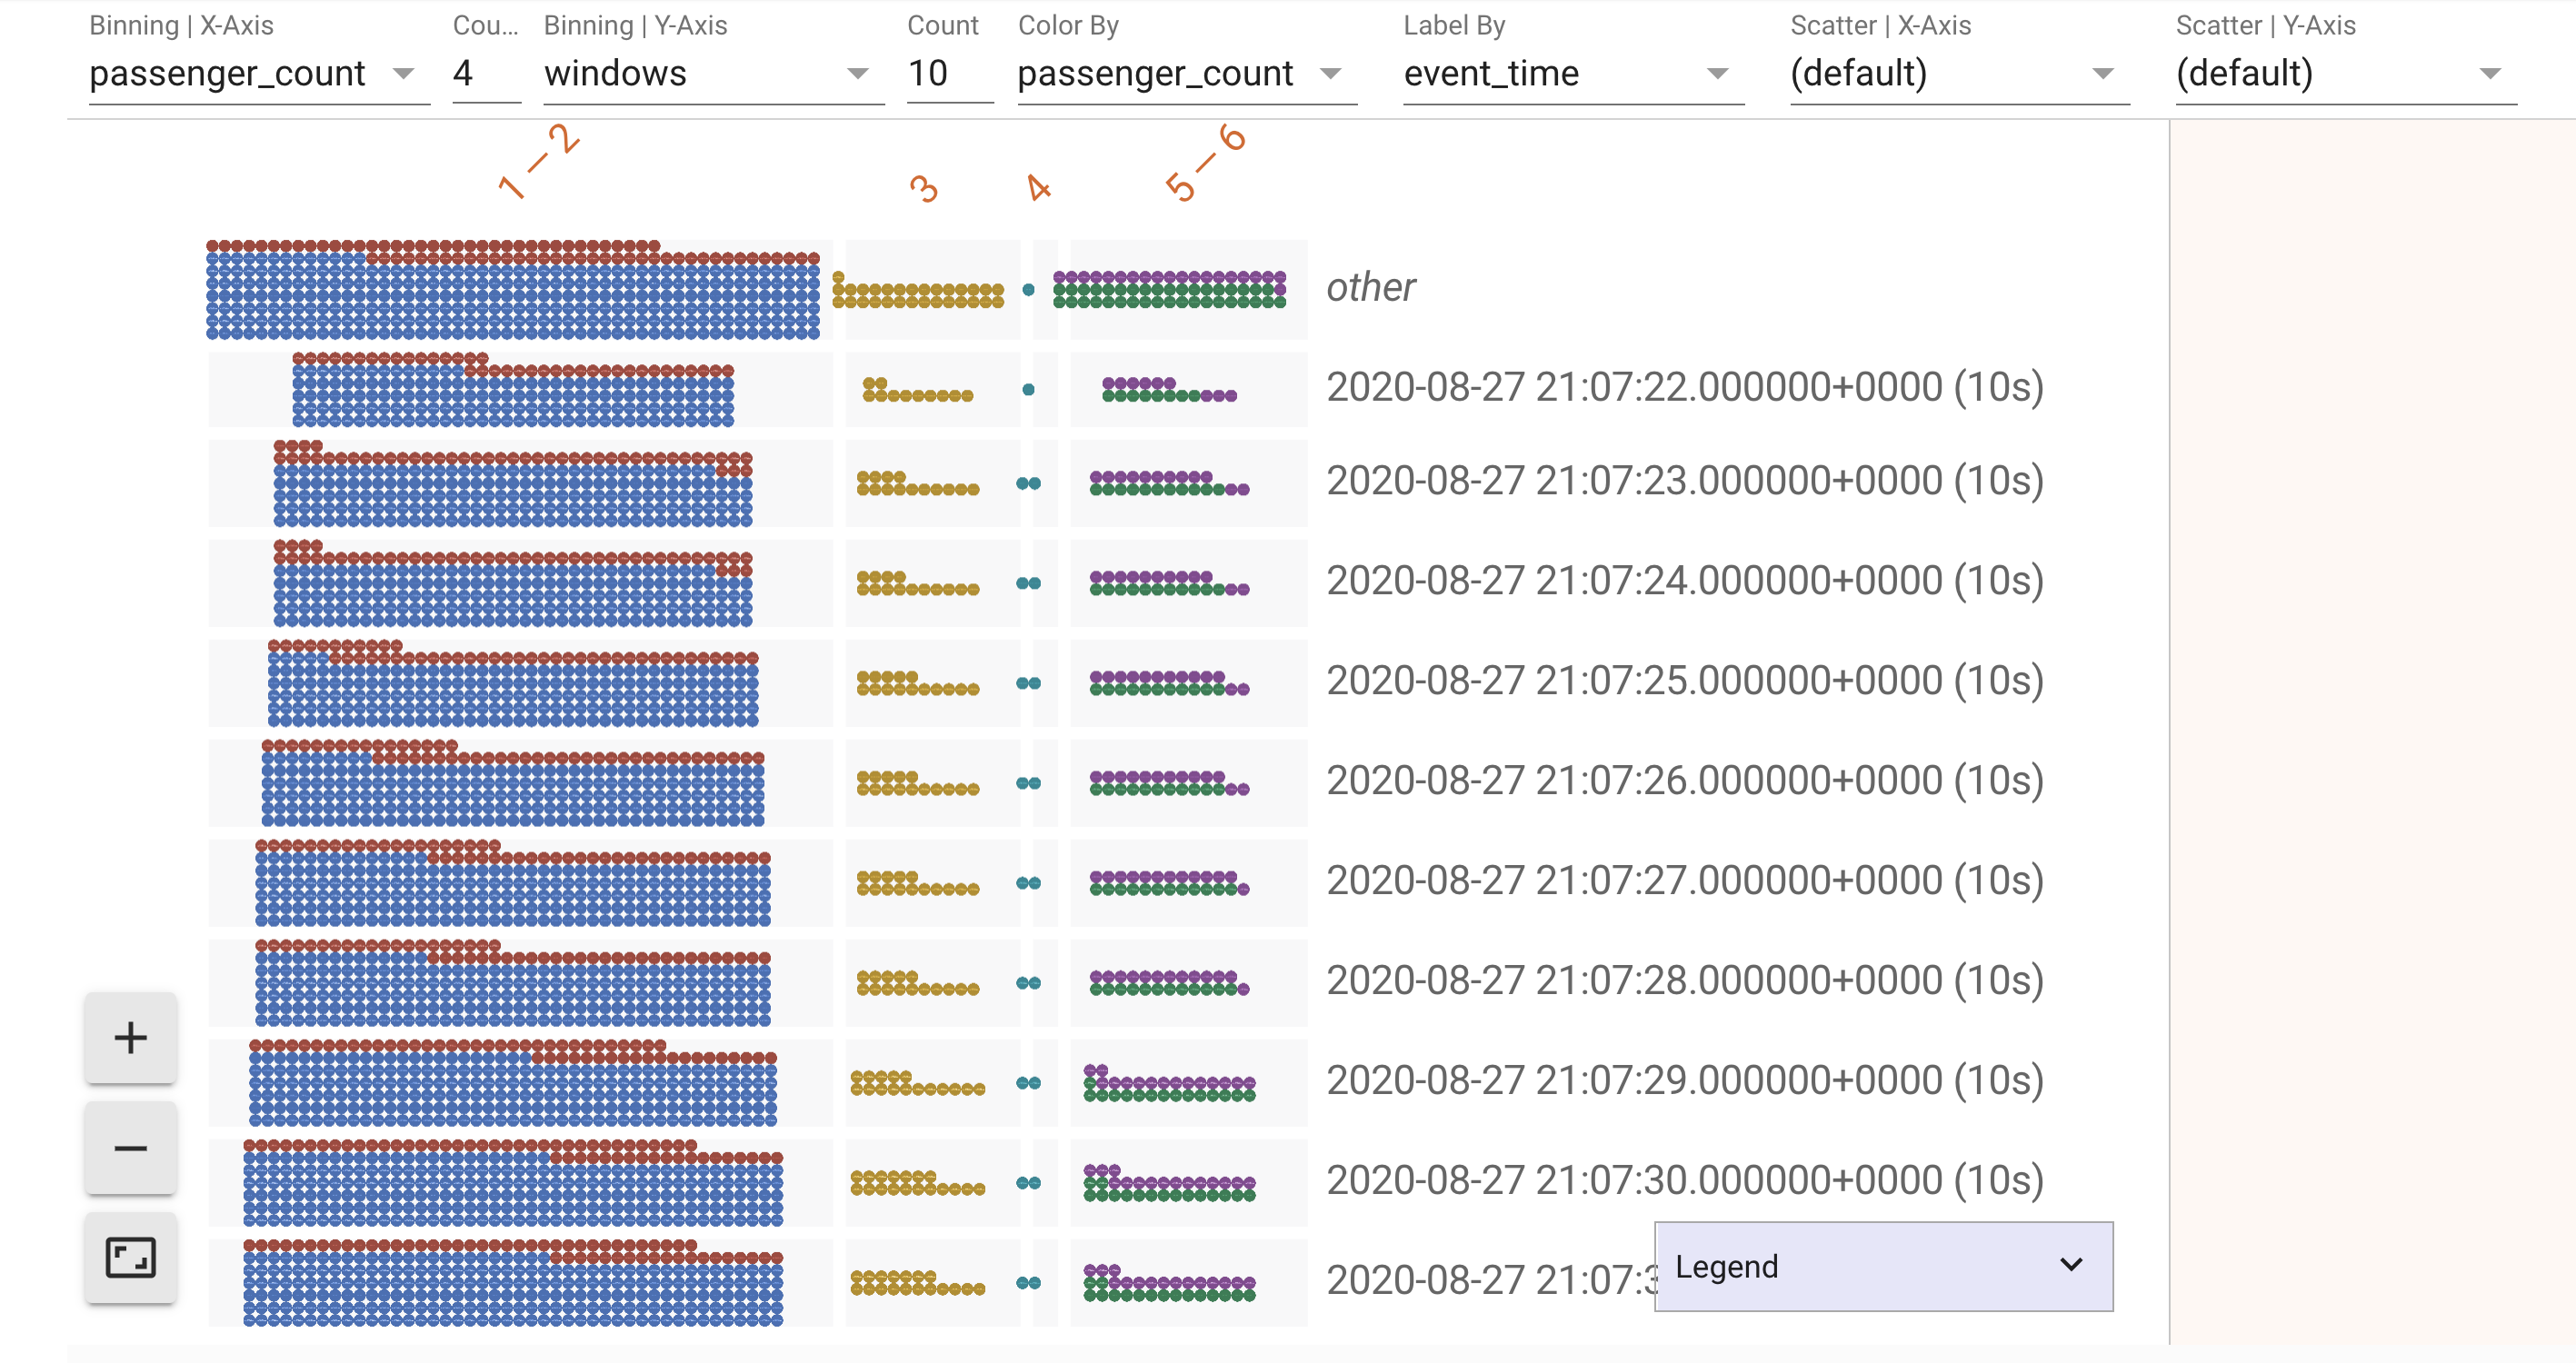 Binning | X-Axis Cou... Binning | Y-Axis Count Color By Label By Scatter | X-Axis Scatter | Y-Axis
passenger_count 4 windows 10 passenger_count event_time (default) (default)
1 – 2 3 4 5 – 6
other
2020-08-27 21:07:22.000000+0000 (10s)
2020-08-27 21:07:23.000000+0000 (10s)
2020-08-27 21:07:24.000000+0000 (10s)
2020-08-27 21:07:25.000000+0000 (10s)
2020-08-27 21:07:26.000000+0000 (10s)
2020-08-27 21:07:27.000000+0000 (10s)
2020-08-27 21:07:28.000000+0000 (10s)
2020-08-27 21:07:29.000000+0000 (10s)
2020-08-27 21:07:30.000000+0000 (10s)
2020-08-27 21:07:3
Legend